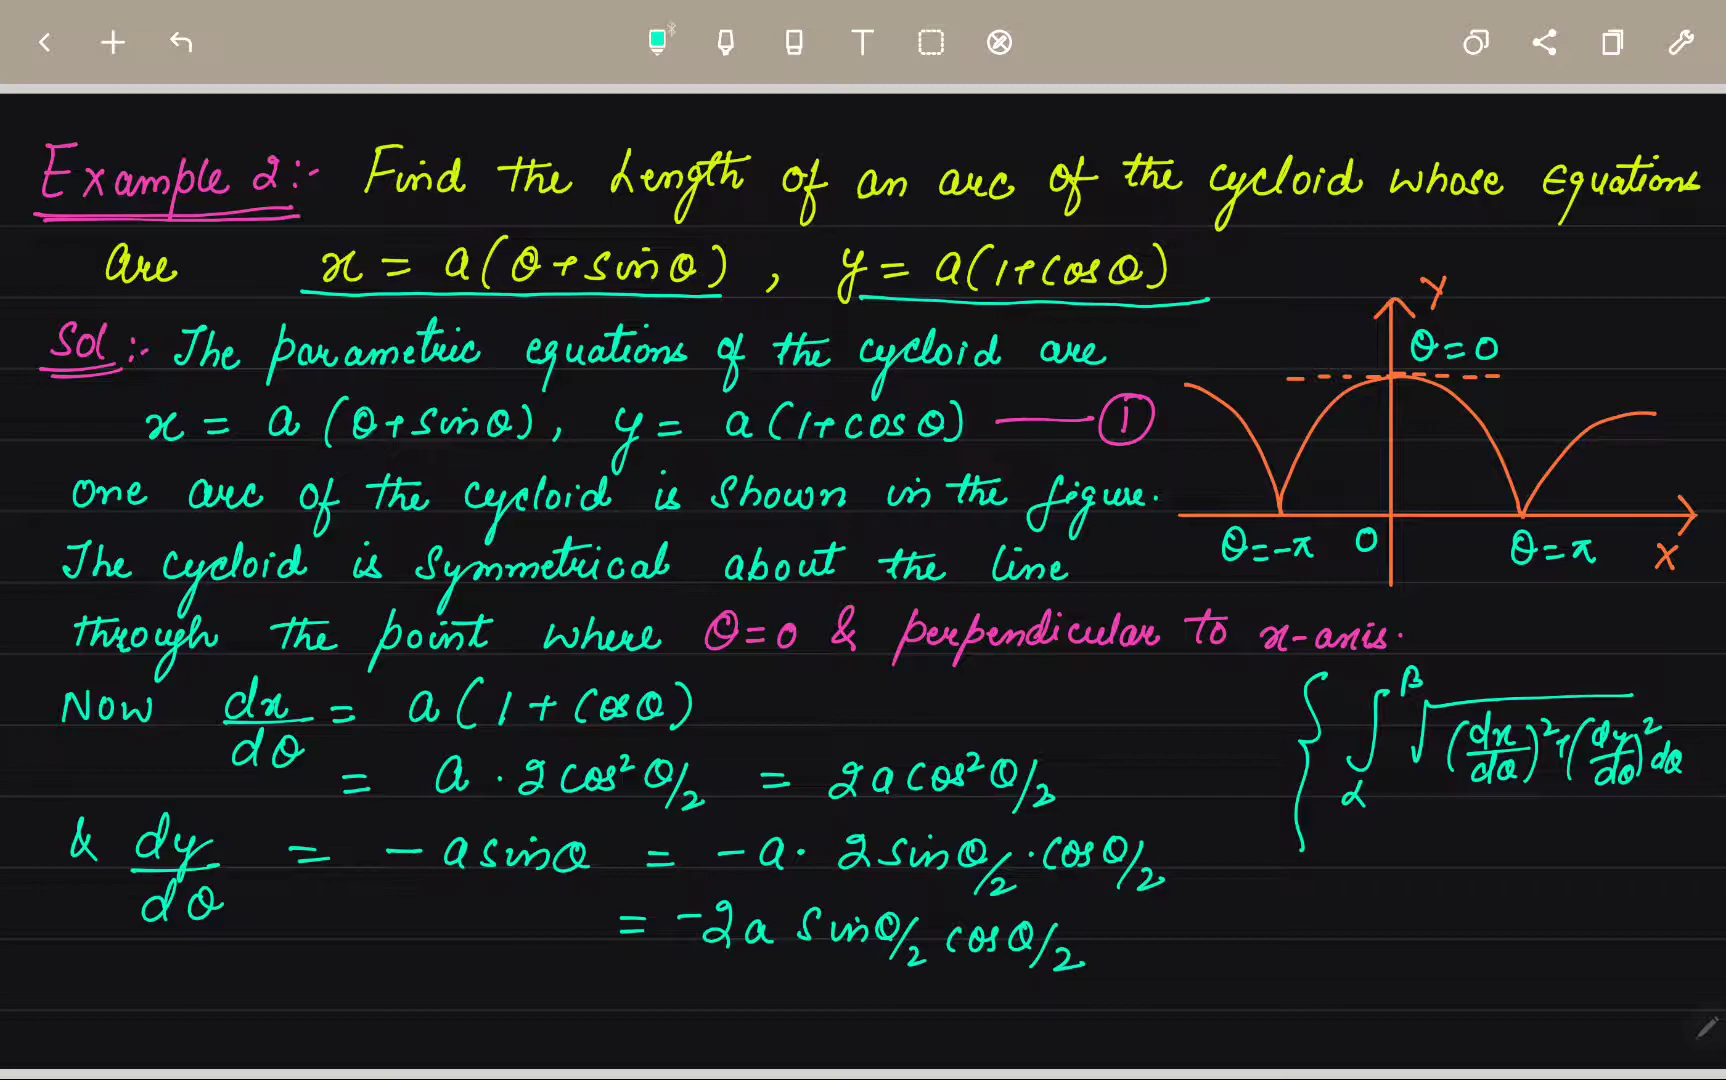 Example 2:- Find the Length of an arc of the cycloid whose Equations
are x = a(θ+sinθ), y = a(1+cosθ)
Sol:- The parametric equations of the cycloid are
x = a (θ+sinθ), y = a(1+cosθ) —— ①
one arc of the cycloid is shown in the figure.
The cycloid is symmetrical about the line
through the point where θ=0 & perpendicular to x-axis.
Now dx/dθ = a(1+cosθ)
= a · 2cos²θ/2 = 2a cos²θ/2
& dy/dθ = -a sinθ = -a · 2sinθ/2 · cosθ/2
= -2a sinθ/2 cosθ/2
Y
θ=0
θ=-π 0 θ=π X
{ ∫_α^β √((dx/dθ)²+(dy/dθ)²) dθ
T